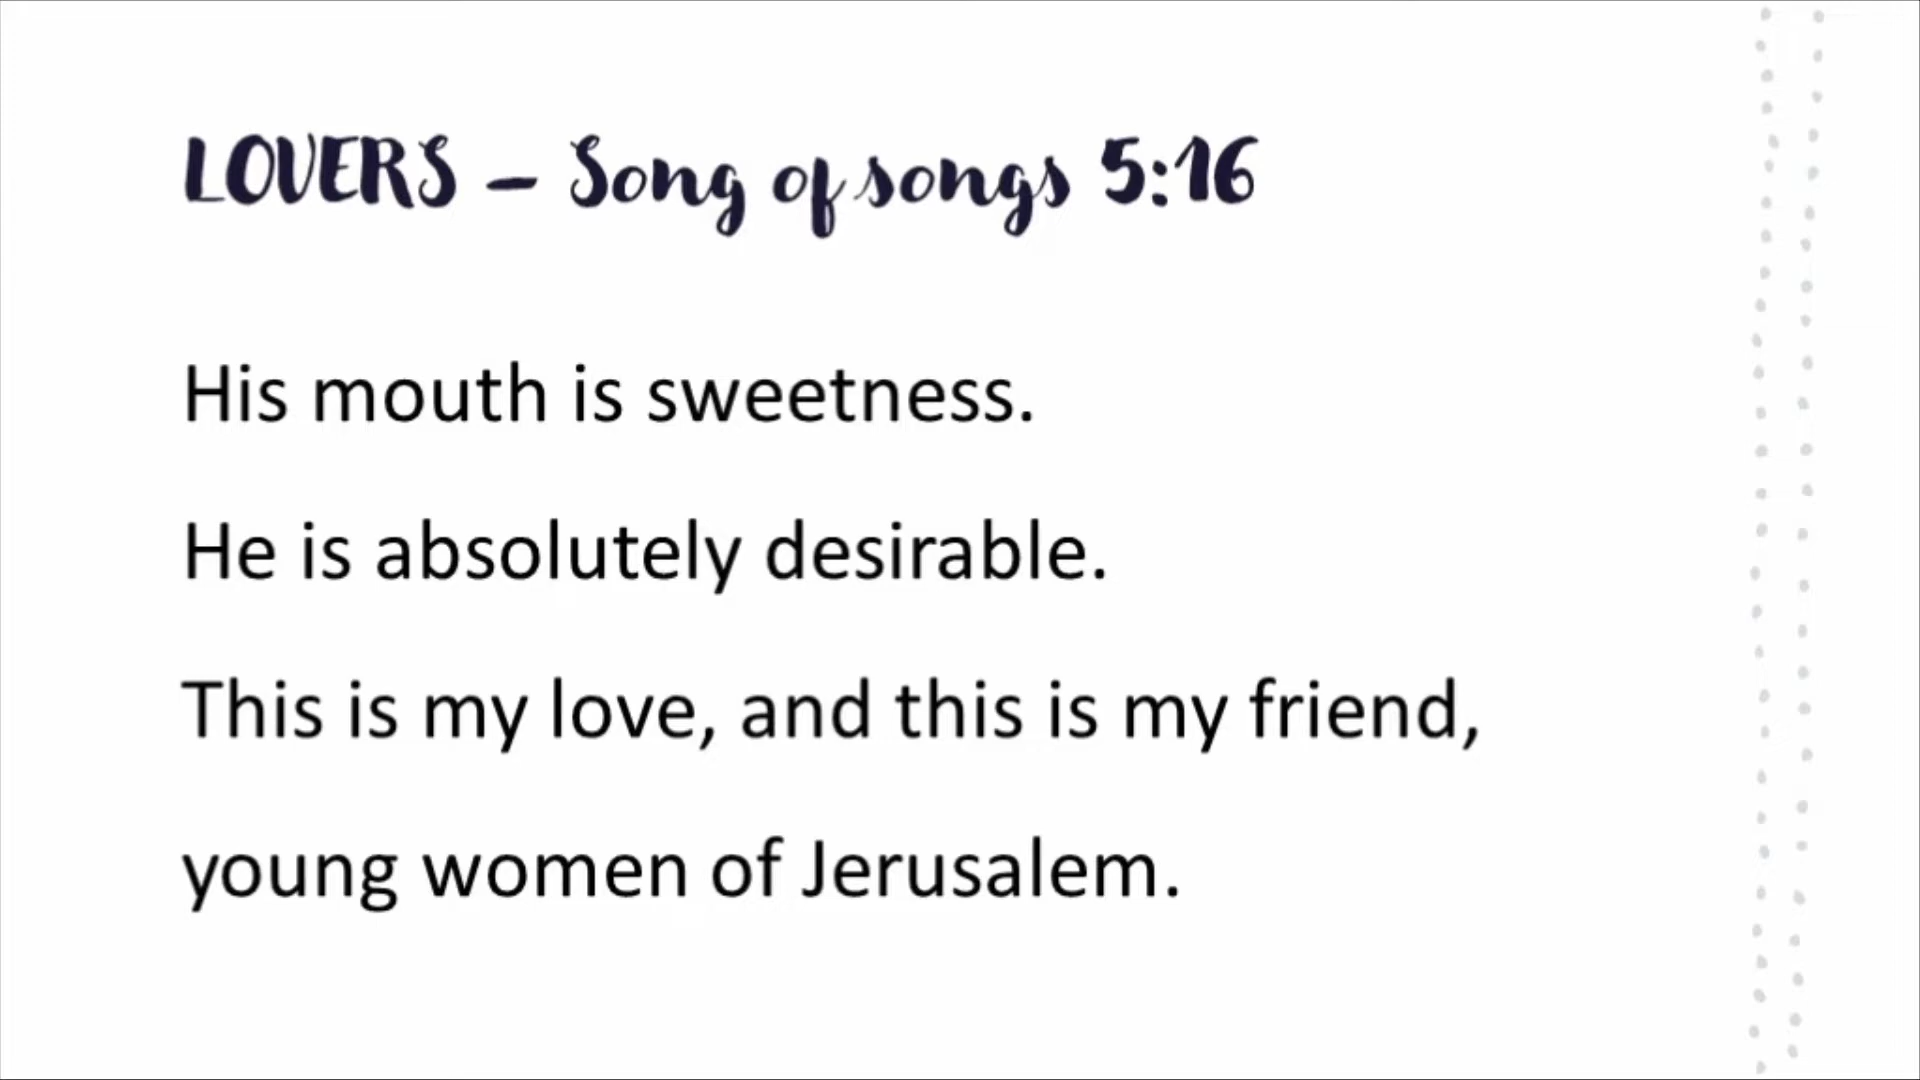 LOVERS – Song of songs 5:16
His mouth is sweetness.
He is absolutely desirable.
This is my love, and this is my friend,
young women of Jerusalem.